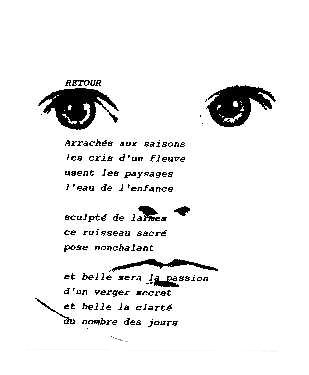 RETOUR
Arrachés aux saisons
les cris d'un fleuve
usent les paysages
l'eau de l'enfance
sculpté de larmes
ce ruisseau sacré
pose nonchalant
et belle sera la passion
d'un verger secret
et belle la clarté
du nombre des jours